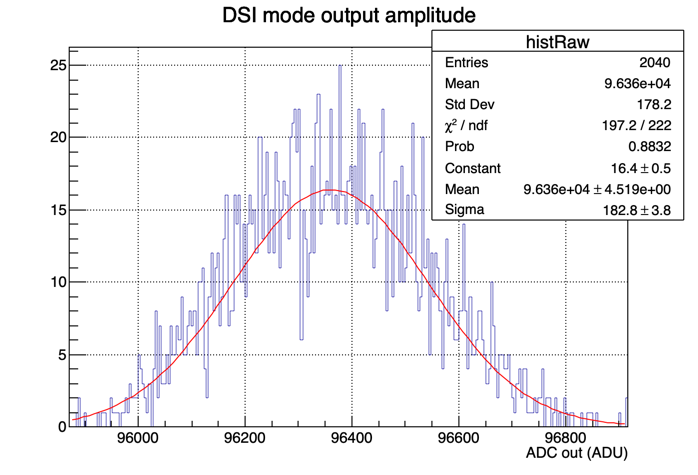 DSI mode output amplitude
histRaw
Entries 2040
Mean 9.636e+04
Std Dev 178.2
χ² / ndf 197.2 / 222
Prob 0.8832
Constant 16.4 ± 0.5
Mean 9.636e+04 ± 4.519e+00
Sigma 182.8 ± 3.8
25
20
15
10
5
0
96000 96200 96400 96600 96800
ADC out (ADU)